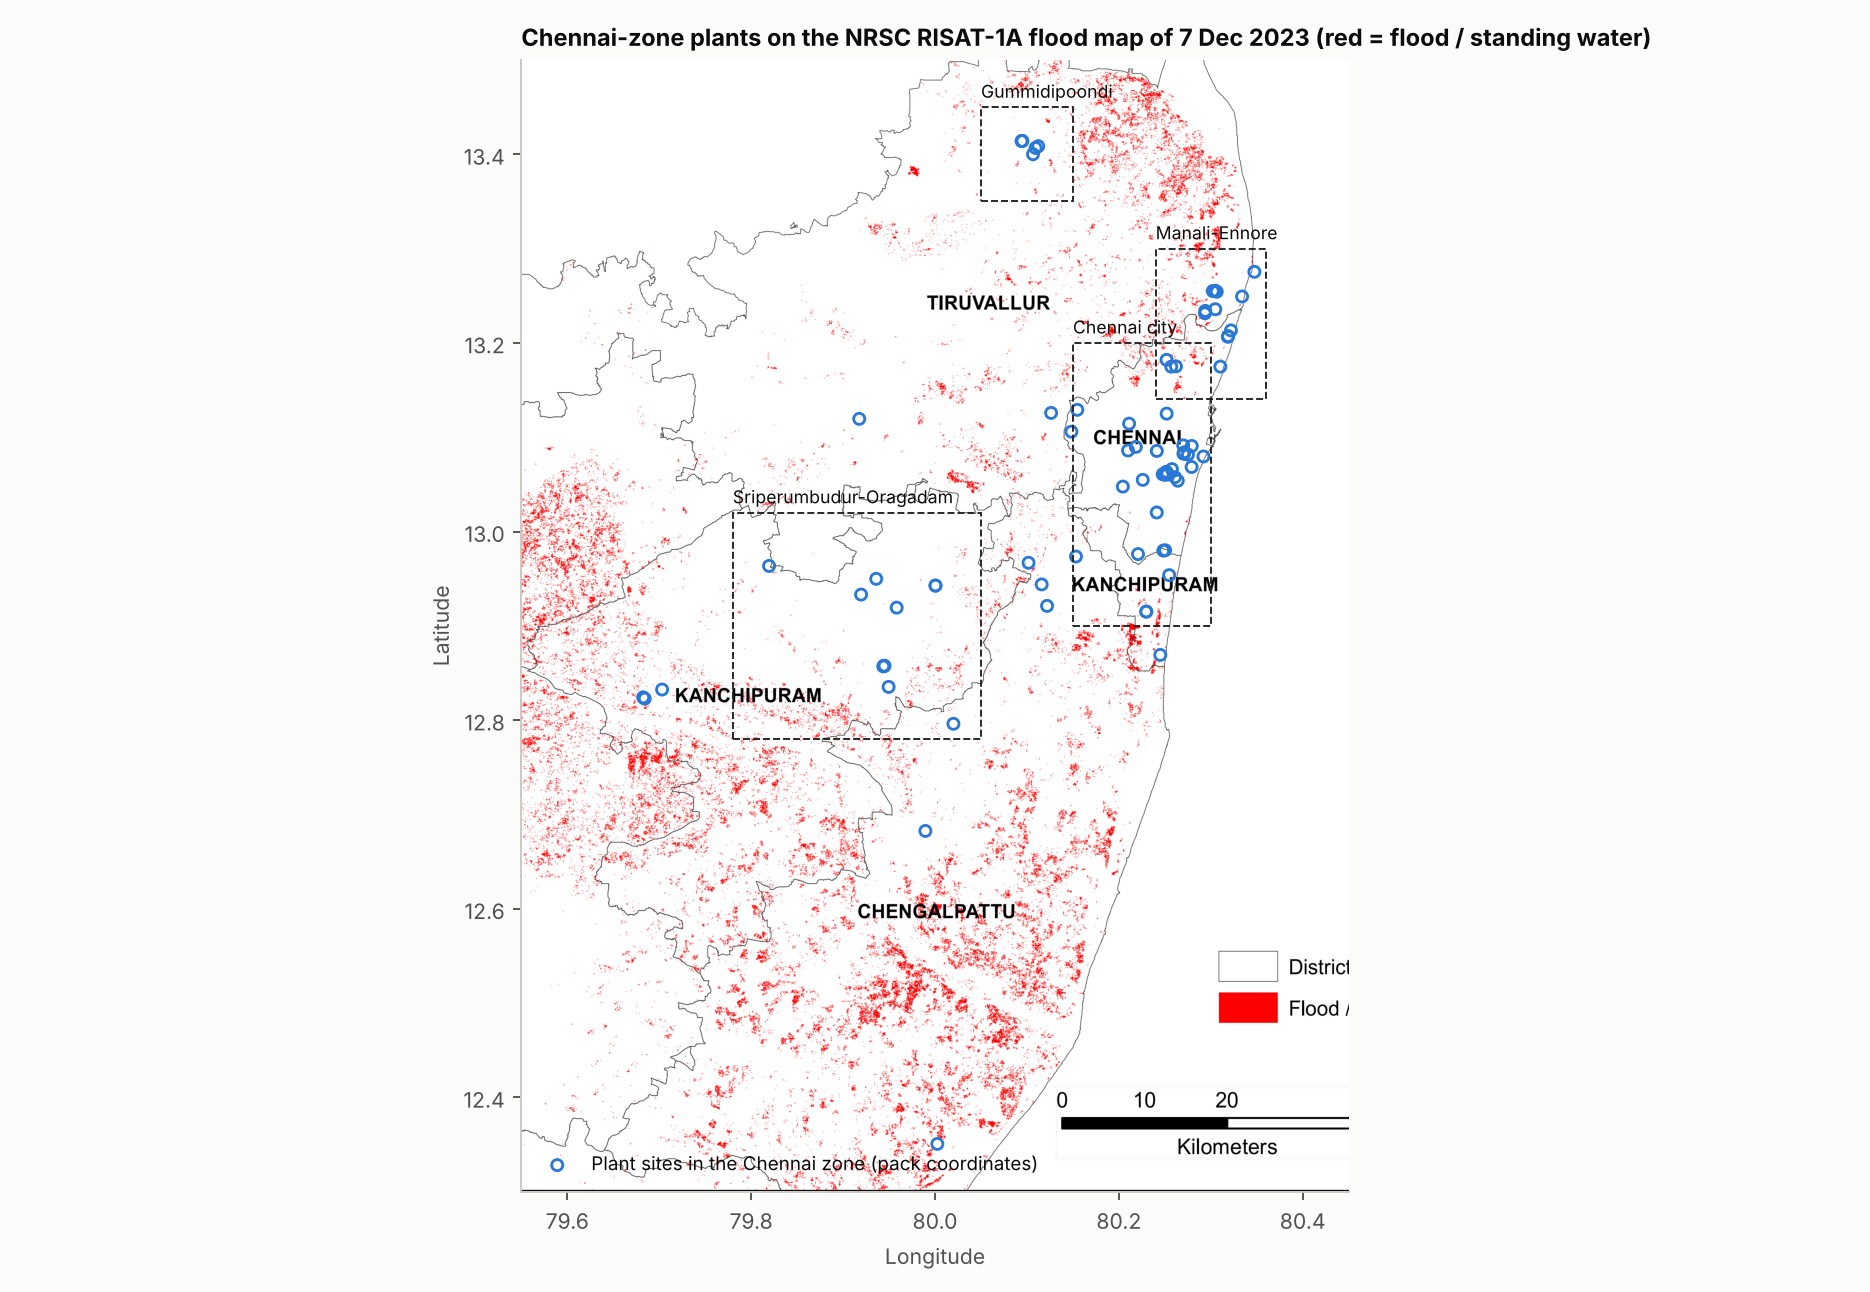 Chennai-zone plants on the NRSC RISAT-1A flood map of 7 Dec 2023 (red = flood / standing water)
Gummidipoondi
13.4
Manali-Ennore
TIRUVALLUR
Chennai city
13.2
CHENNAI
Sriperumbudur-Oragadam
13.0
KANCHIPURAM
Latitude
KANCHIPURAM
12.8
12.6
CHENGALPATTU
District
Flood /
12.4
0 10 20
Kilometers
Plant sites in the Chennai zone (pack coordinates)
79.6 79.8 80.0 80.2 80.4
Longitude